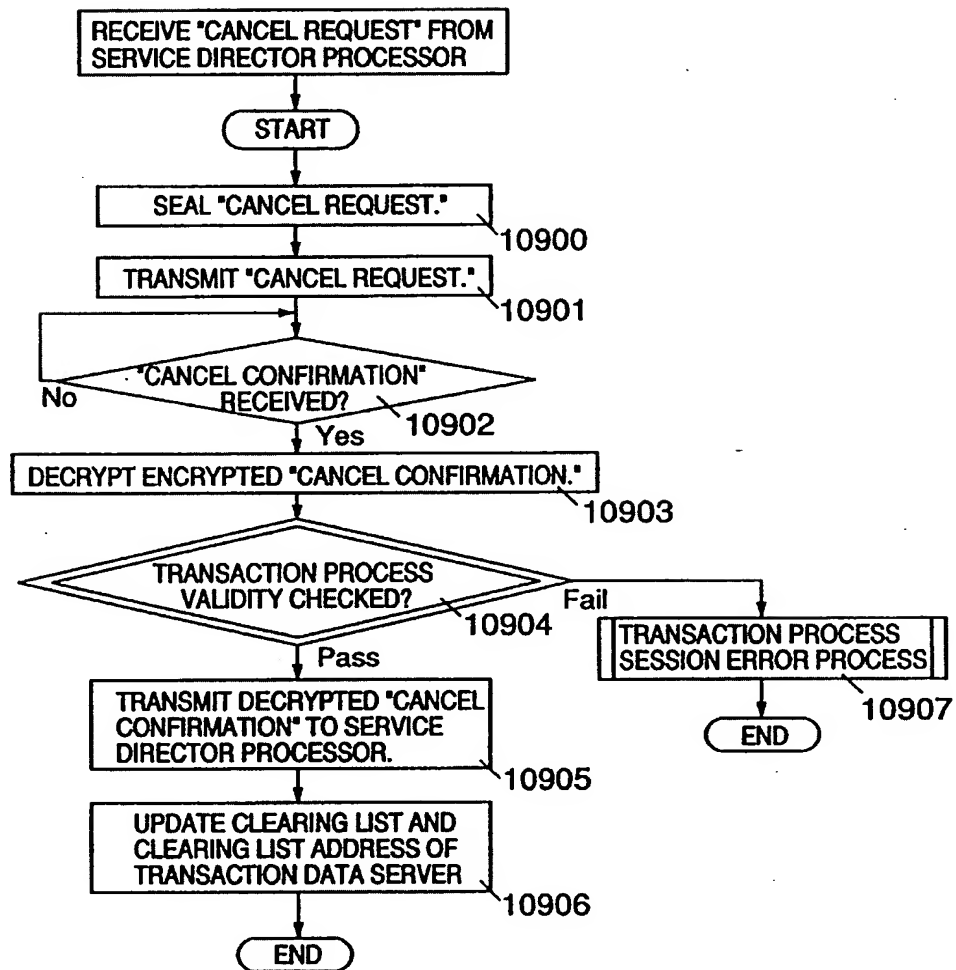 RECEIVE "CANCEL REQUEST" FROM
SERVICE DIRECTOR PROCESSOR
START
SEAL "CANCEL REQUEST."
10900
TRANSMIT "CANCEL REQUEST."
10901
"CANCEL CONFIRMATION"
RECEIVED?
No
10902
Yes
DECRYPT ENCRYPTED "CANCEL CONFIRMATION."
10903
TRANSACTION PROCESS
VALIDITY CHECKED?
10904
Fail
Pass
TRANSACTION PROCESS
SESSION ERROR PROCESS
10907
END
TRANSMIT DECRYPTED "CANCEL
CONFIRMATION" TO SERVICE
DIRECTOR PROCESSOR.
10905
UPDATE CLEARING LIST AND
CLEARING LIST ADDRESS OF
TRANSACTION DATA SERVER
10906
END